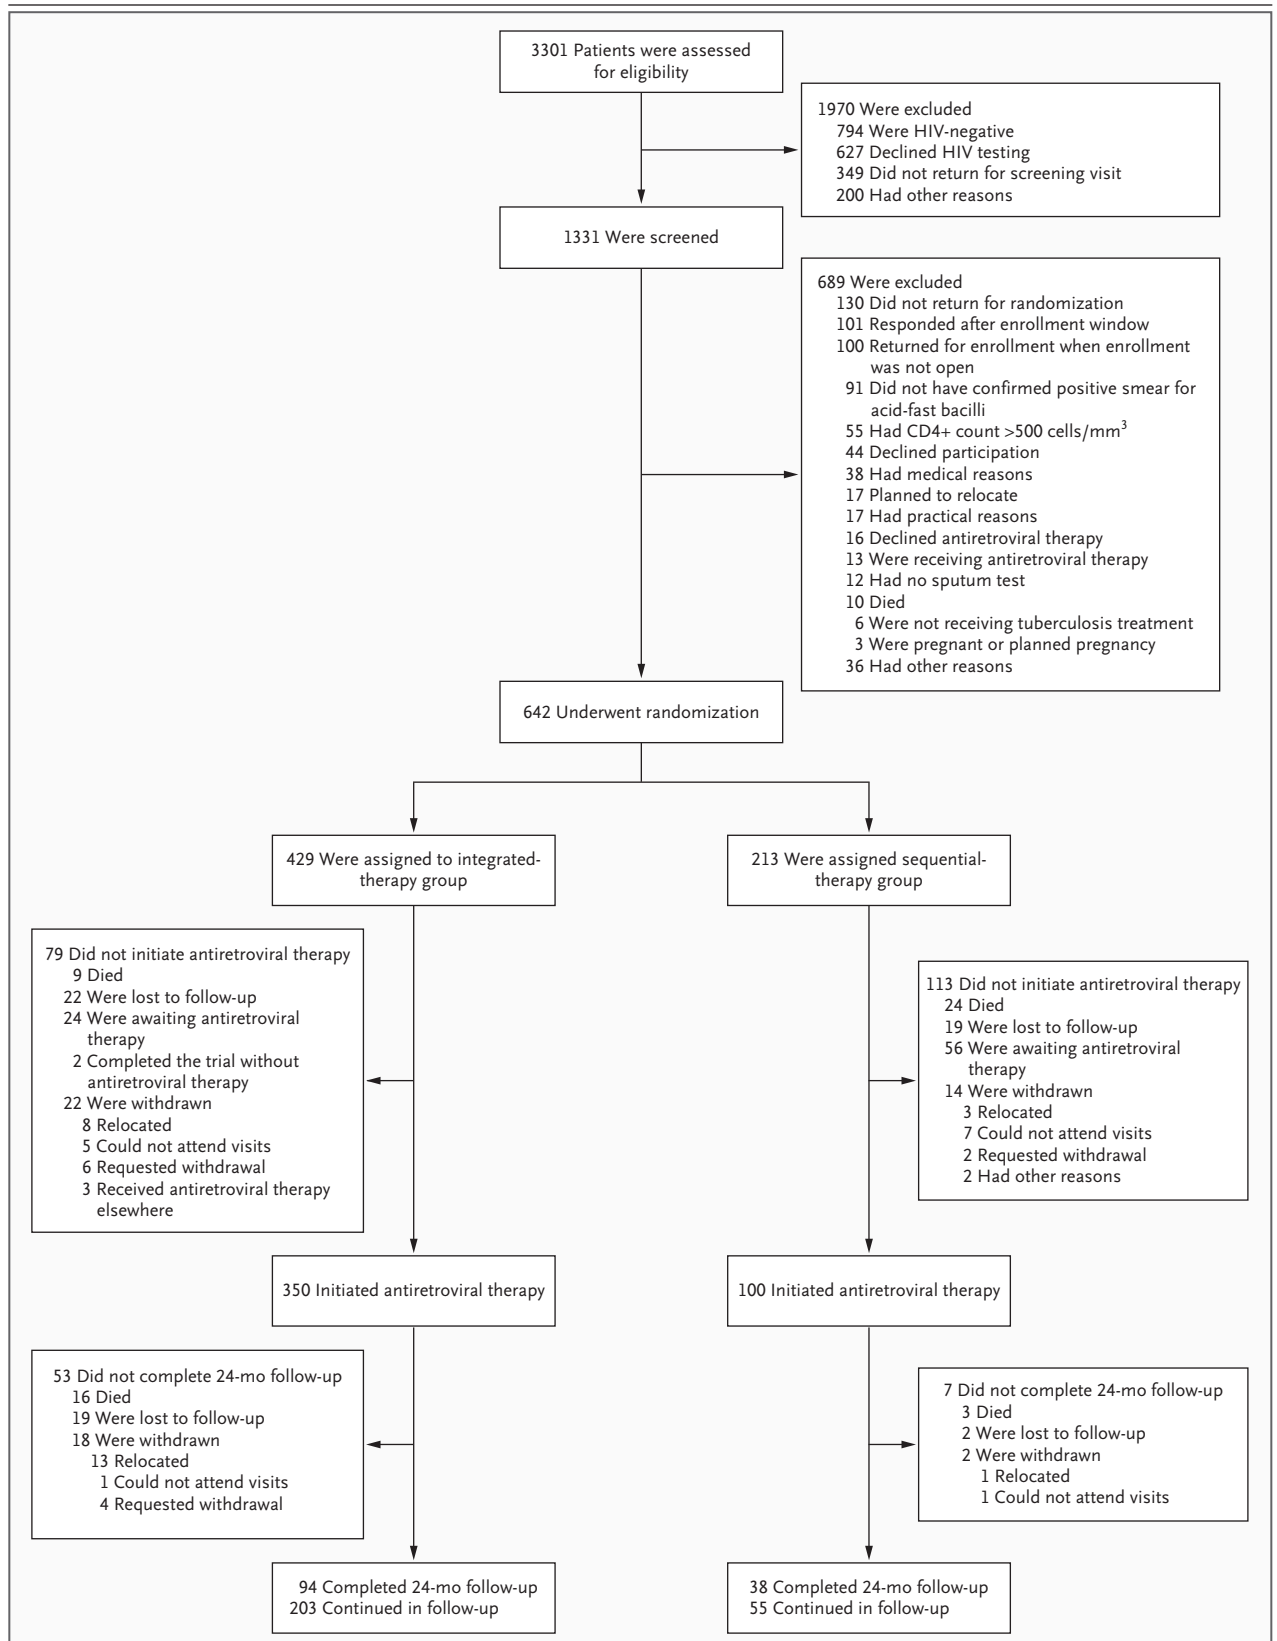 3301 Patients were assessed
for eligibility
1970 Were excluded
794 Were HIV-negative
627 Declined HIV testing
349 Did not return for screening visit
200 Had other reasons
1331 Were screened
689 Were excluded
130 Did not return for randomization
101 Responded after enrollment window
100 Returned for enrollment when enrollment
was not open
91 Did not have confirmed positive smear for
acid-fast bacilli
55 Had CD4+ count >500 cells/mm³
44 Declined participation
38 Had medical reasons
17 Planned to relocate
17 Had practical reasons
16 Declined antiretroviral therapy
13 Were receiving antiretroviral therapy
12 Had no sputum test
10 Died
6 Were not receiving tuberculosis treatment
3 Were pregnant or planned pregnancy
36 Had other reasons
642 Underwent randomization
429 Were assigned to integrated-
therapy group
213 Were assigned sequential-
therapy group
79 Did not initiate antiretroviral therapy
9 Died
22 Were lost to follow-up
24 Were awaiting antiretroviral
therapy
2 Completed the trial without
antiretroviral therapy
22 Were withdrawn
8 Relocated
5 Could not attend visits
6 Requested withdrawal
3 Received antiretroviral therapy
elsewhere
113 Did not initiate antiretroviral therapy
24 Died
19 Were lost to follow-up
56 Were awaiting antiretroviral
therapy
14 Were withdrawn
3 Relocated
7 Could not attend visits
2 Requested withdrawal
2 Had other reasons
350 Initiated antiretroviral therapy
100 Initiated antiretroviral therapy
53 Did not complete 24-mo follow-up
16 Died
19 Were lost to follow-up
18 Were withdrawn
13 Relocated
1 Could not attend visits
4 Requested withdrawal
7 Did not complete 24-mo follow-up
3 Died
2 Were lost to follow-up
2 Were withdrawn
1 Relocated
1 Could not attend visits
94 Completed 24-mo follow-up
203 Continued in follow-up
38 Completed 24-mo follow-up
55 Continued in follow-up